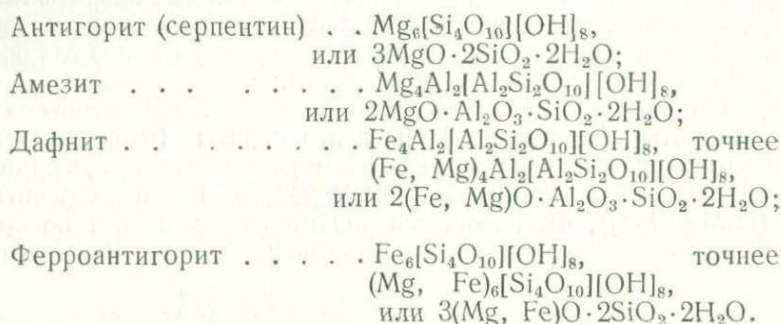 Антигорит (серпентин) . . Mg₆[Si₄O₁₀][OH]₈,
или 3MgO·2SiO₂·2H₂O;
Амезит . . . . . . . . Mg₄Al₂[Al₂Si₂O₁₀][OH]₈,
или 2MgO·Al₂O₃·SiO₂·2H₂O;
Дафнит . . . . . . . . Fe₄Al₂[Al₂Si₂O₁₀][OH]₈, точнее
(Fe, Mg)₄Al₂[Al₂Si₂O₁₀][OH]₈,
или 2(Fe, Mg)O·Al₂O₃·SiO₂·2H₂O;
Ферроантигорит . . . . . Fe₆[Si₄O₁₀][OH]₈, точнее
(Mg, Fe)₆[Si₄O₁₀][OH]₈,
или 3(Mg, Fe)O·2SiO₂·2H₂O.